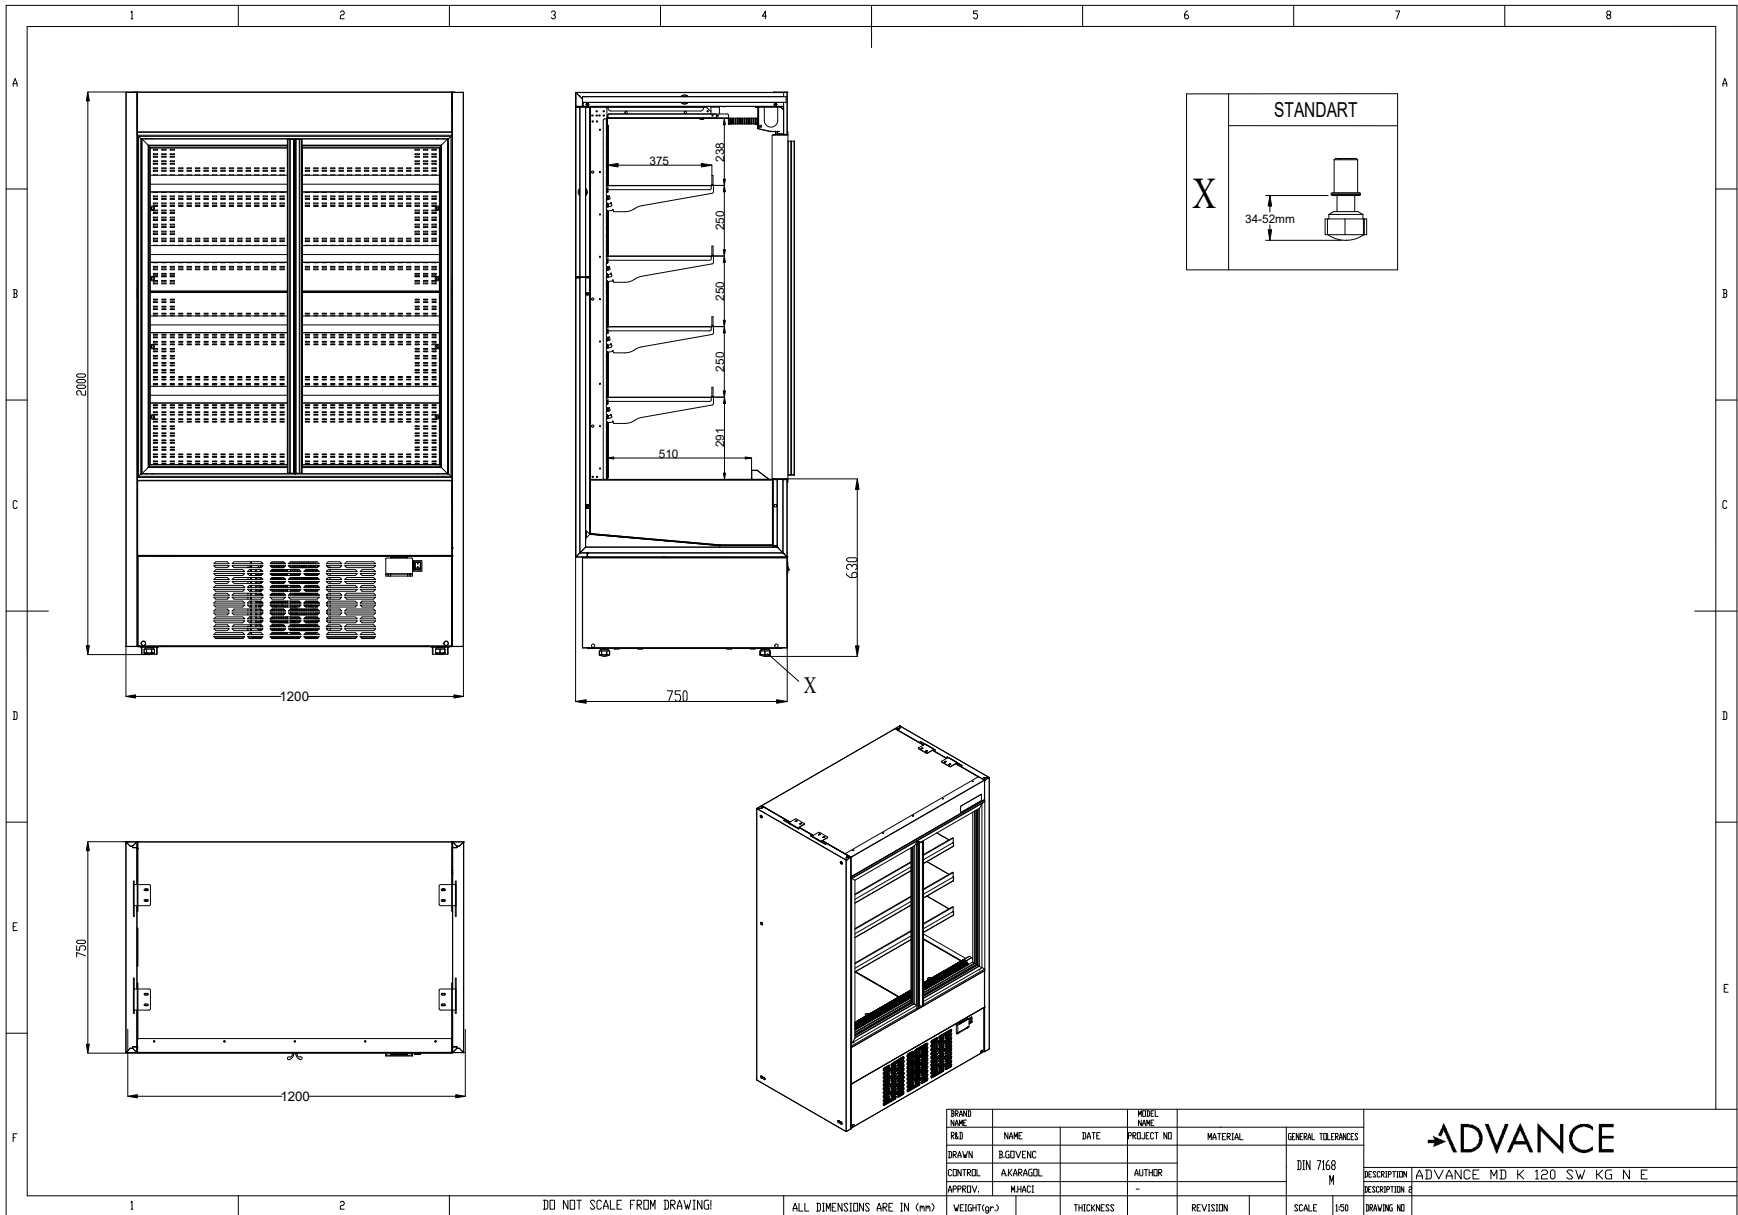 1 2 3 4 5 6 7 8
A A
B B
C C
D D
E E
F
2000
1200
375
238
250
250
250
291
510
630
750
X
STANDART
X
34-52mm
750
1200
BRAND NAME
MODEL NAME
R&D NAME DATE PROJECT NO MATERIAL GENERAL TOLERANCES
DRAWN B.GÜVENC
CONTROL A.KARAGOL AUTHOR
APPROV. M.HACI -
DIN 7168
M
WEIGHT(gr.) THICKNESS REVISION SCALE 1:50
ADVANCE
DESCRIPTION ADVANCE MD K 120 SW KG N E
DESCRIPTION 2
DRAWING NO
1 2
DO NOT SCALE FROM DRAWING!
ALL DIMENSIONS ARE IN (mm)